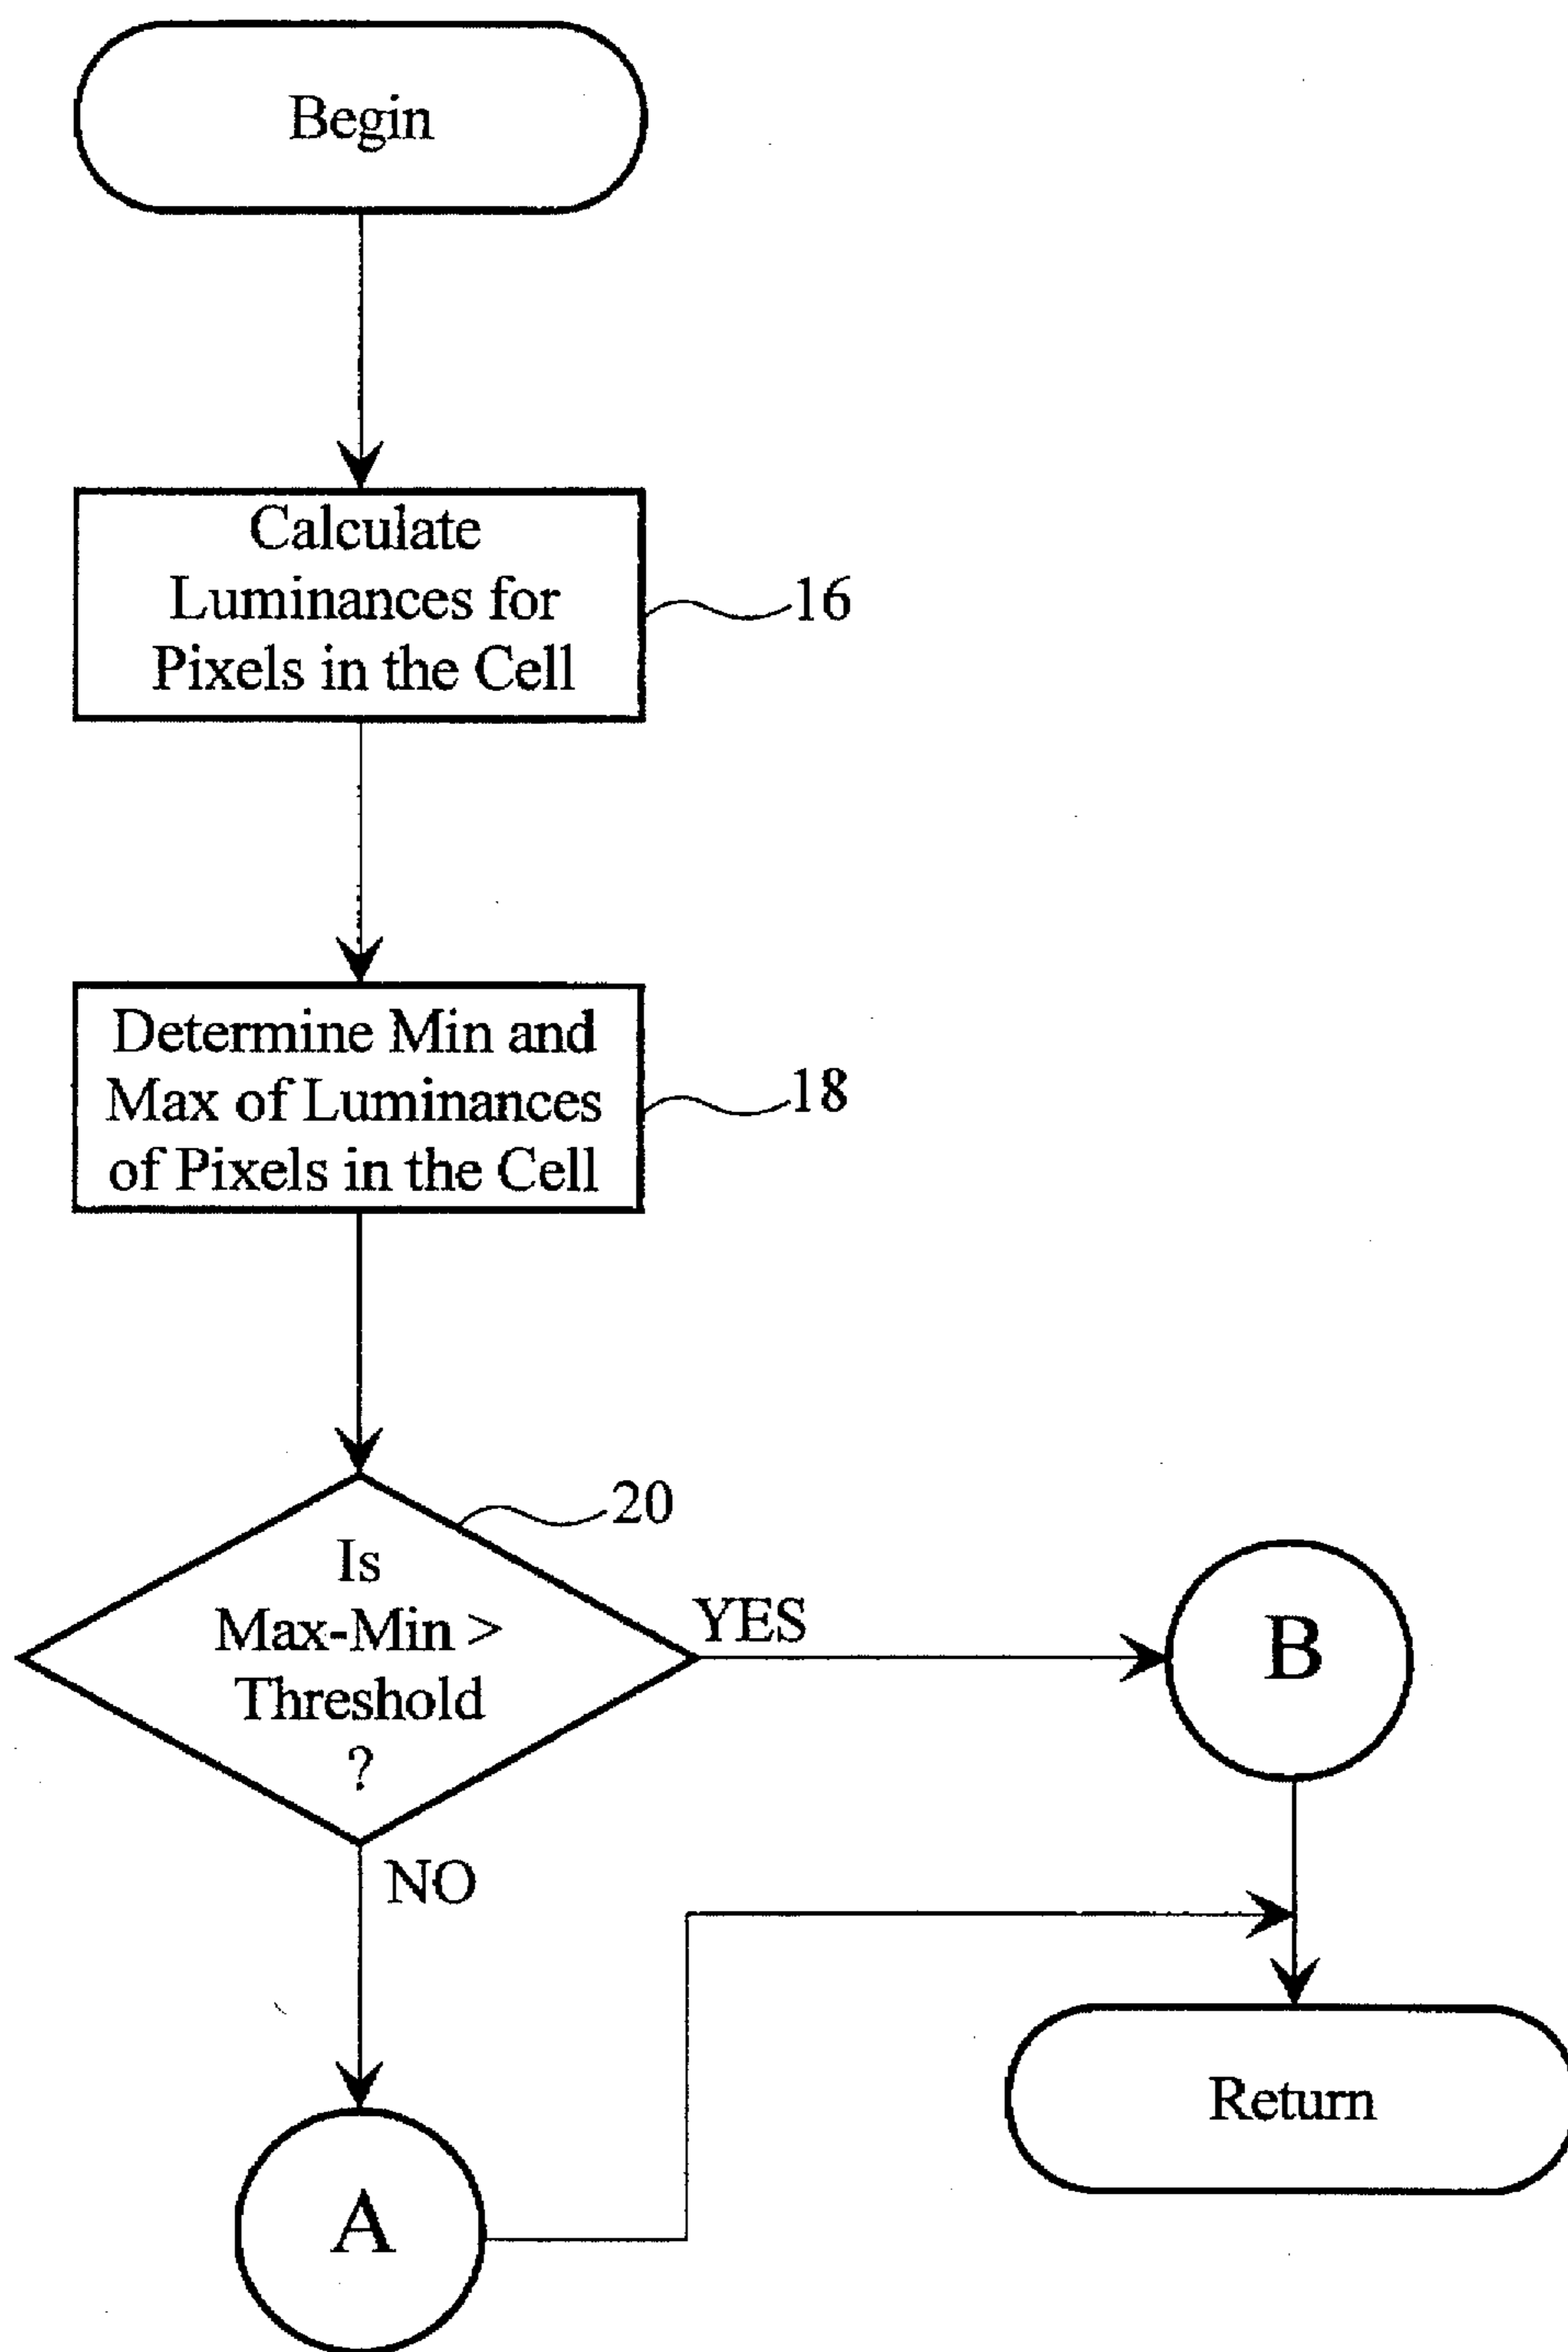 Begin
Calculate
Luminances for
Pixels in the Cell
16
Determine Min and
Max of Luminances
of Pixels in the Cell
18
20
Is
Max-Min >
Threshold
?
YES
B
NO
Return
A